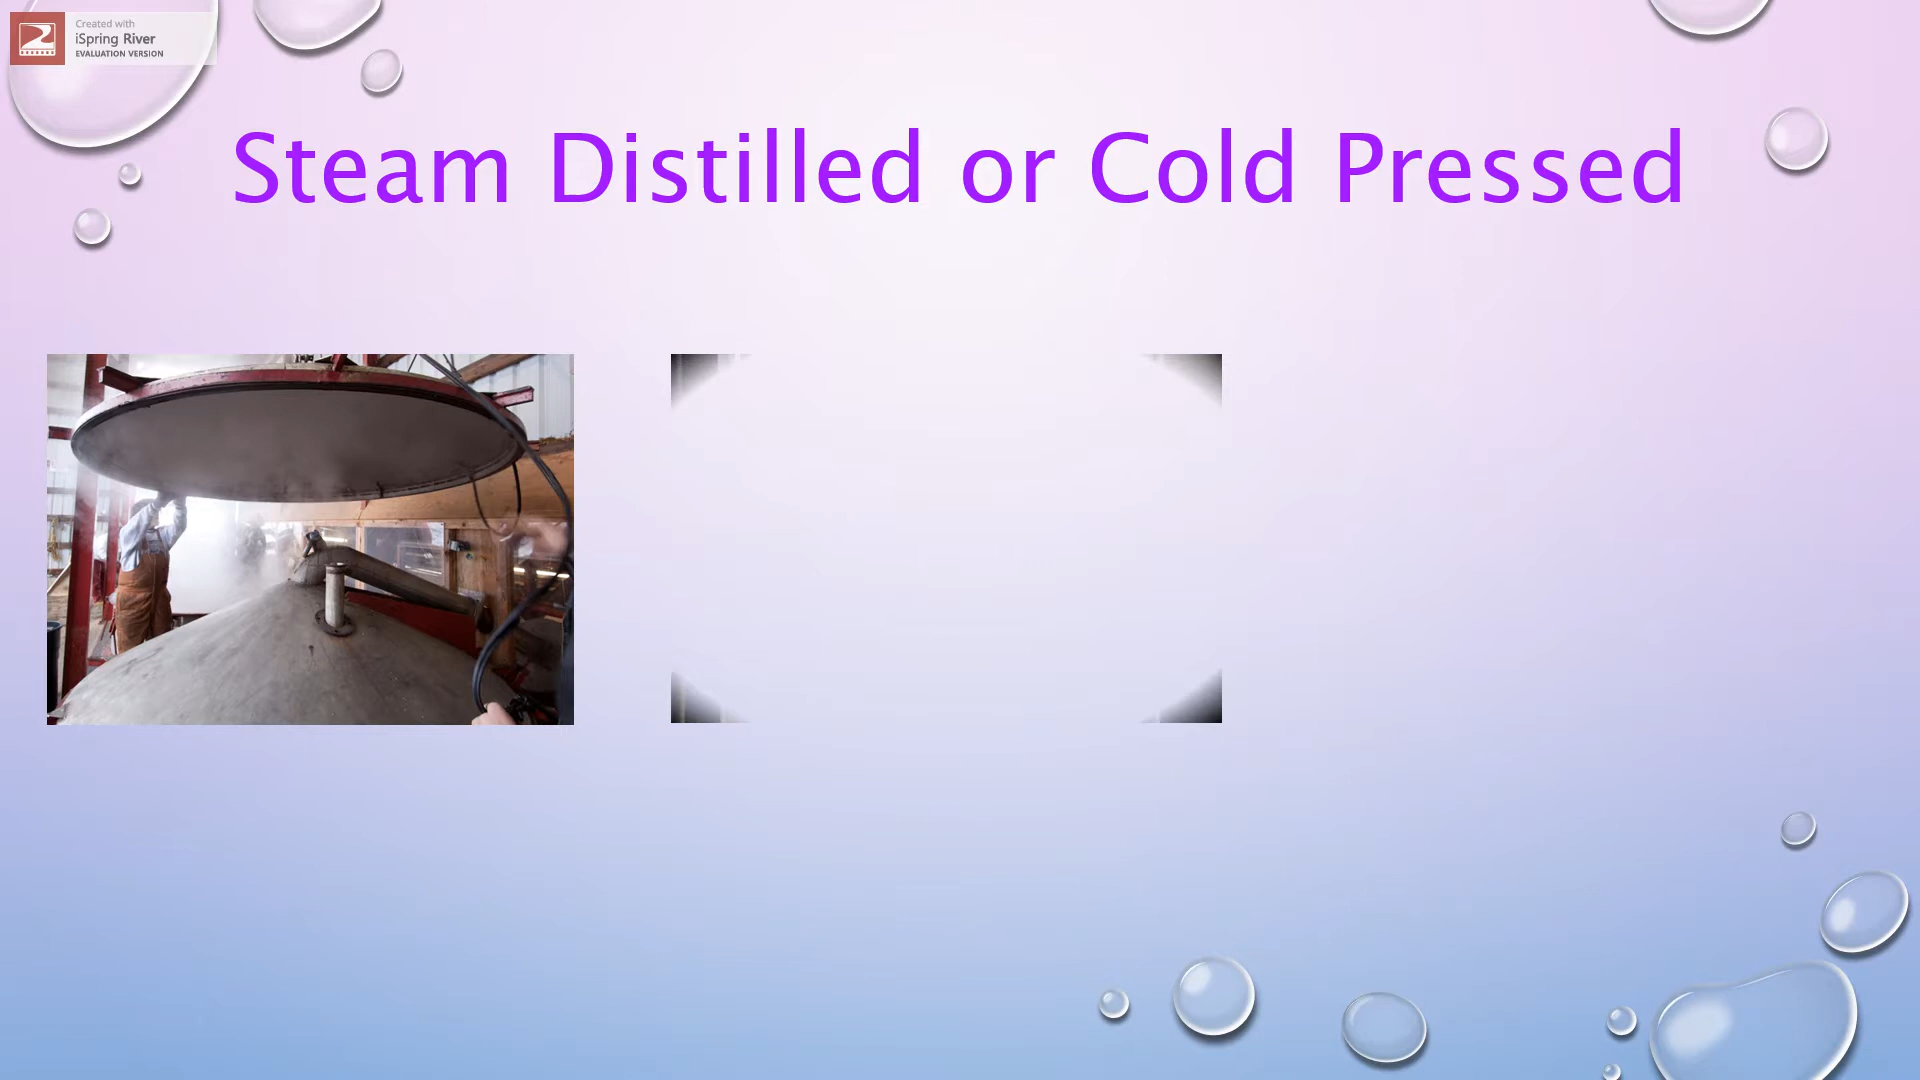 Created with
iSpring River
EVALUATION VERSION
Steam Distilled or Cold Pressed